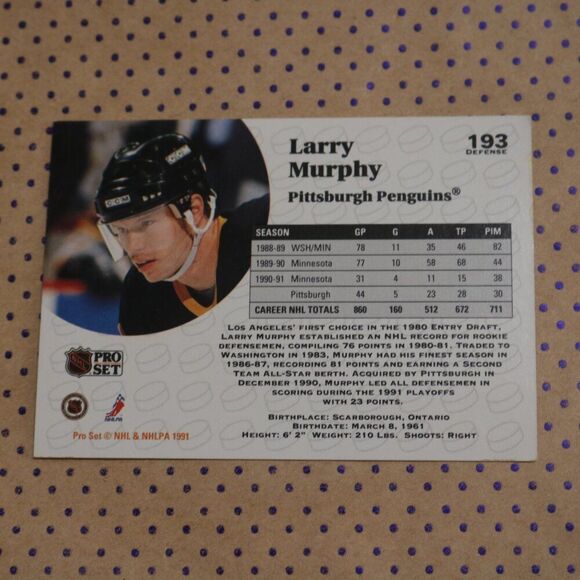 CCM
CCM
Larry
Murphy
Pittsburgh Penguins®
193
DEFENSE
SEASON GP G A TP PIM
1988-89 WSH/MIN 78 11 35 46 82
1989-90 Minnesota 77 10 58 68 44
1990-91 Minnesota 31 4 11 15 38
Pittsburgh 44 5 23 28 30
CAREER NHL TOTALS 860 160 512 672 711
LOS ANGELES' FIRST CHOICE IN THE 1980 ENTRY DRAFT,
LARRY MURPHY ESTABLISHED AN NHL RECORD FOR ROOKIE
DEFENSEMEN, COMPILING 76 POINTS IN 1980-81. TRADED TO
WASHINGTON IN 1983, MURPHY HAD HIS FINEST SEASON IN
1986-87, RECORDING 81 POINTS AND EARNING A SECOND
TEAM ALL-STAR BERTH. ACQUIRED BY PITTSBURGH IN
DECEMBER 1990, MURPHY LED ALL DEFENSEMEN IN
SCORING DURING THE 1991 PLAYOFFS
WITH 23 POINTS.
BIRTHPLACE: SCARBOROUGH, ONTARIO
BIRTHDATE: MARCH 8, 1961
HEIGHT: 6' 2" WEIGHT: 210 LBS. SHOOTS: RIGHT
NHL
PRO
SET
NHLPA
Pro Set © NHL & NHLPA 1991